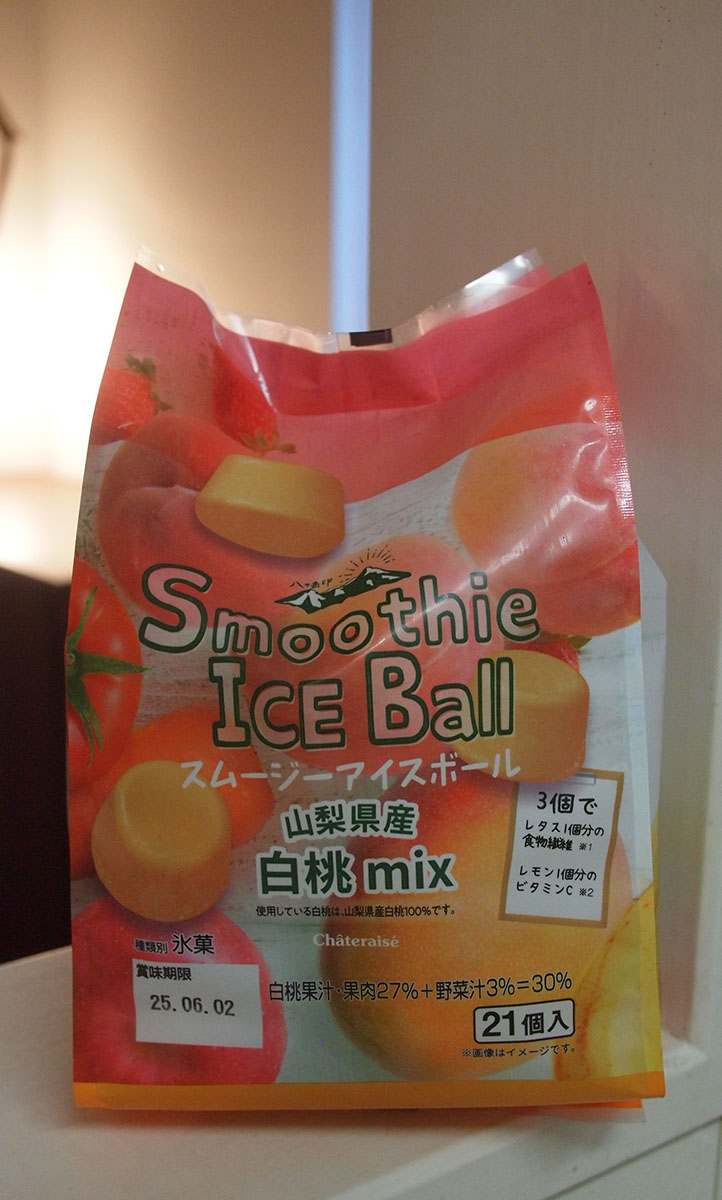 八ヶ岳印
Smoothie
ICE Ball
スムージーアイスボール
山梨県産
白桃 mix
使用している白桃は、山梨県産白桃100%です。
Châteraisé
3個で
レタス1個分の
食物繊維 ※1
レモン1個分の
ビタミンC ※2
種類別 氷菓
賞味期限
25.06.02
白桃果汁・果肉27%+野菜汁3%=30%
21個入
※画像はイメージです。